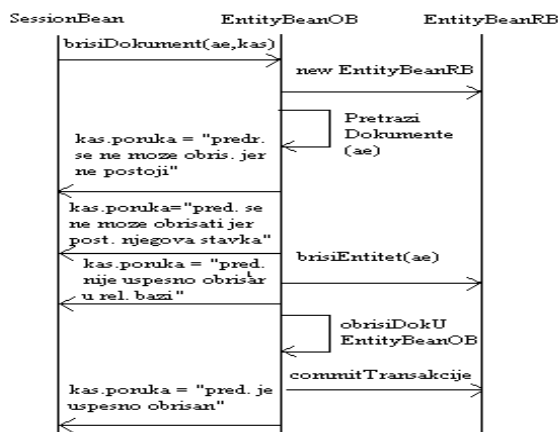 SessionBean EntityBeanOB EntityBeanRB
brisiDokument(ae,kas)
new EntityBeanRB
Pretrazi
Dokumente
(ae)
kas.poruka = "predr.
se ne moze obris. jer
ne postoji"
kas.poruka="pred. se
ne moze obrisati jer
post. njegova stavka"
brisiEntitet(ae)
kas.poruka = "pred.
nije uspesno obrisar
u rel. bazi"
obrisiDokU
EntityBeanOB
commitTransakcije
kas.poruka = "pred. je
uspesno obrisan"